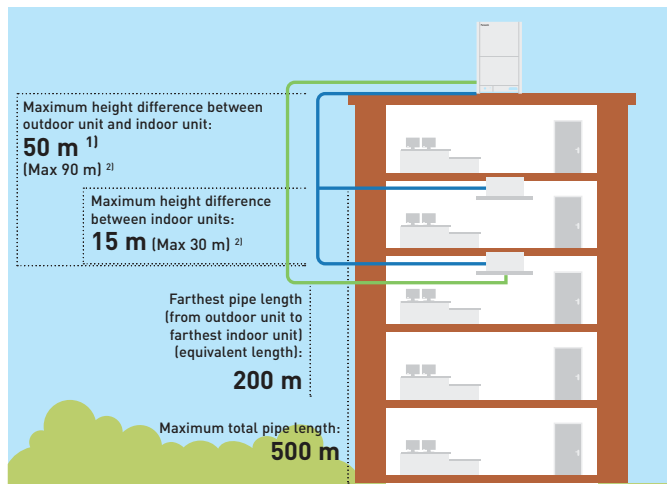 Maximum height difference between
outdoor unit and indoor unit:
50 m 1)
(Max 90 m) 2)
Maximum height difference
between indoor units:
15 m (Max 30 m) 2)
Farthest pipe length
(from outdoor unit to
farthest indoor unit)
(equivalent length):
200 m
Maximum total pipe length:
500 m